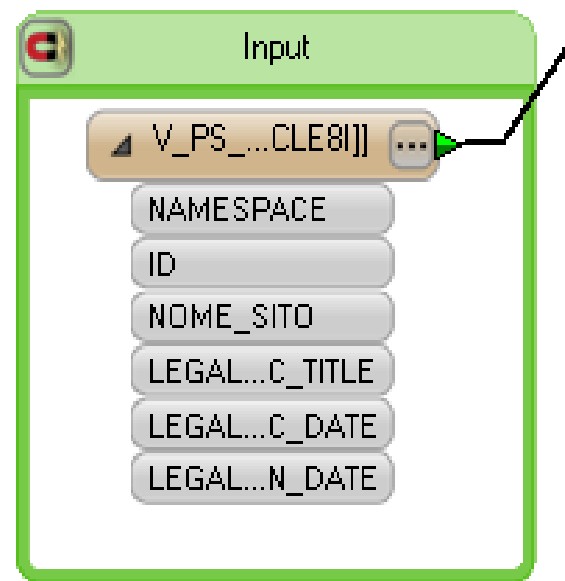 Input
V_PS_...CLE8I]]
NAMESPACE
ID
NOME_SITO
LEGAL...C_TITLE
LEGAL...C_DATE
LEGAL...N_DATE